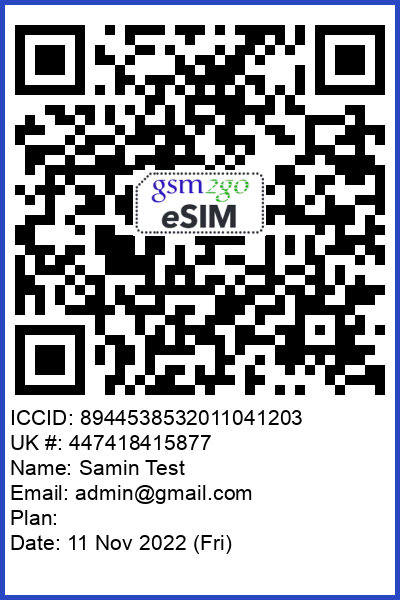 gsm2go
eSIM
ICCID: 8944538532011041203
UK #: 447418415877
Name: Samin Test
Email: admin@gmail.com
Plan:
Date: 11 Nov 2022 (Fri)